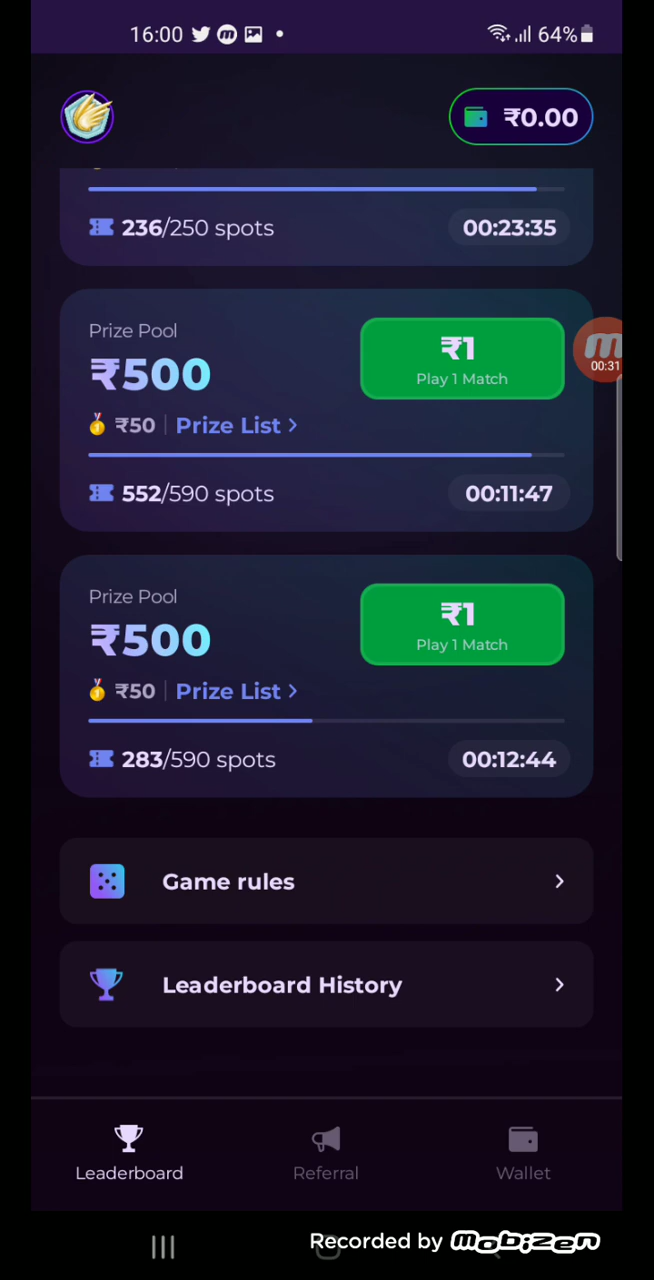 16:00 64%
₹0.00
236/250 spots 00:23:35
Prize Pool
₹500
₹1
Play 1 Match
₹50 | Prize List >
552/590 spots 00:11:47
00:31
Prize Pool
₹500
₹1
Play 1 Match
₹50 | Prize List >
283/590 spots 00:12:44
Game rules >
Leaderboard History >
Leaderboard Referral Wallet
Recorded by mobizen